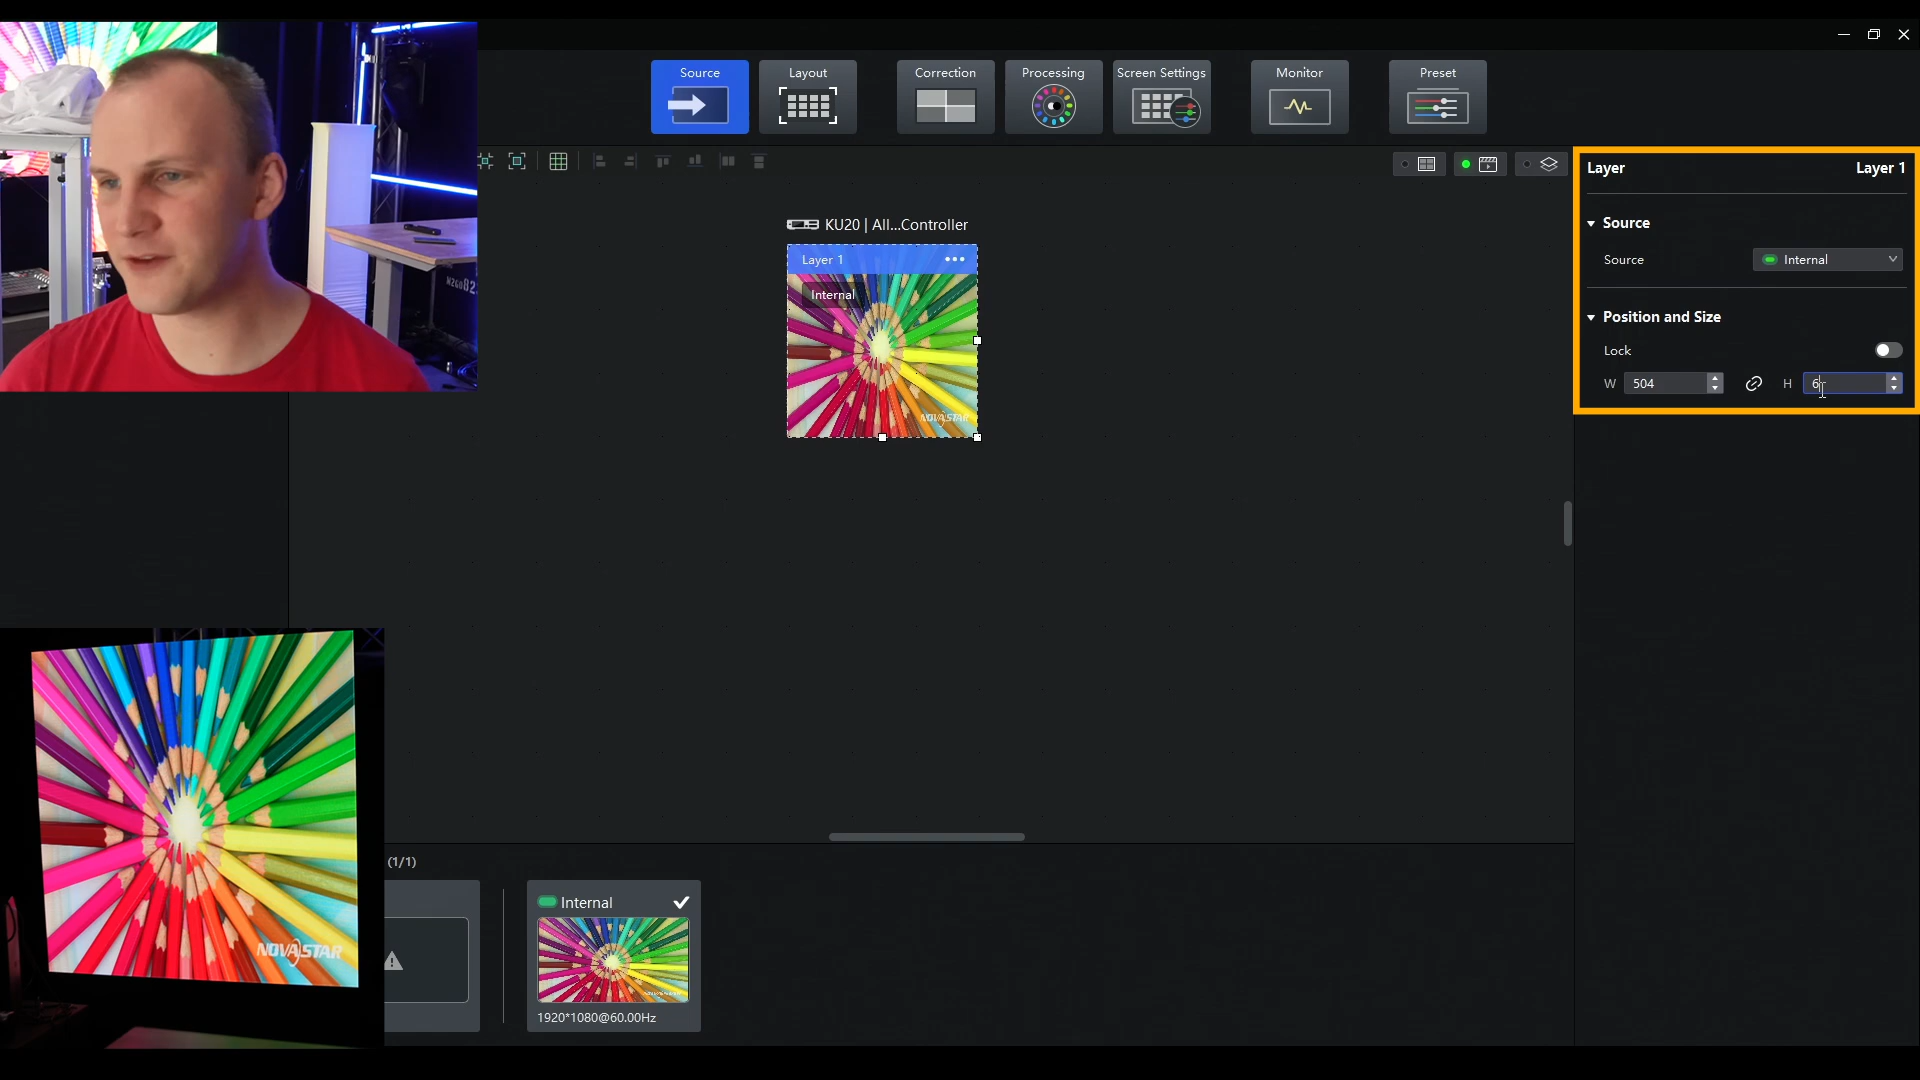 Source
Layout
Correction
Processing
Screen Settings
Monitor
Preset
KU20 | All...Controller
Layer 1
Internal
NOVASTAR
Layer
Layer 1
Source
Source
Internal
Position and Size
Lock
W 504
H 6
NOVASTAR
(1/1)
Internal
1920*1080@60.00Hz